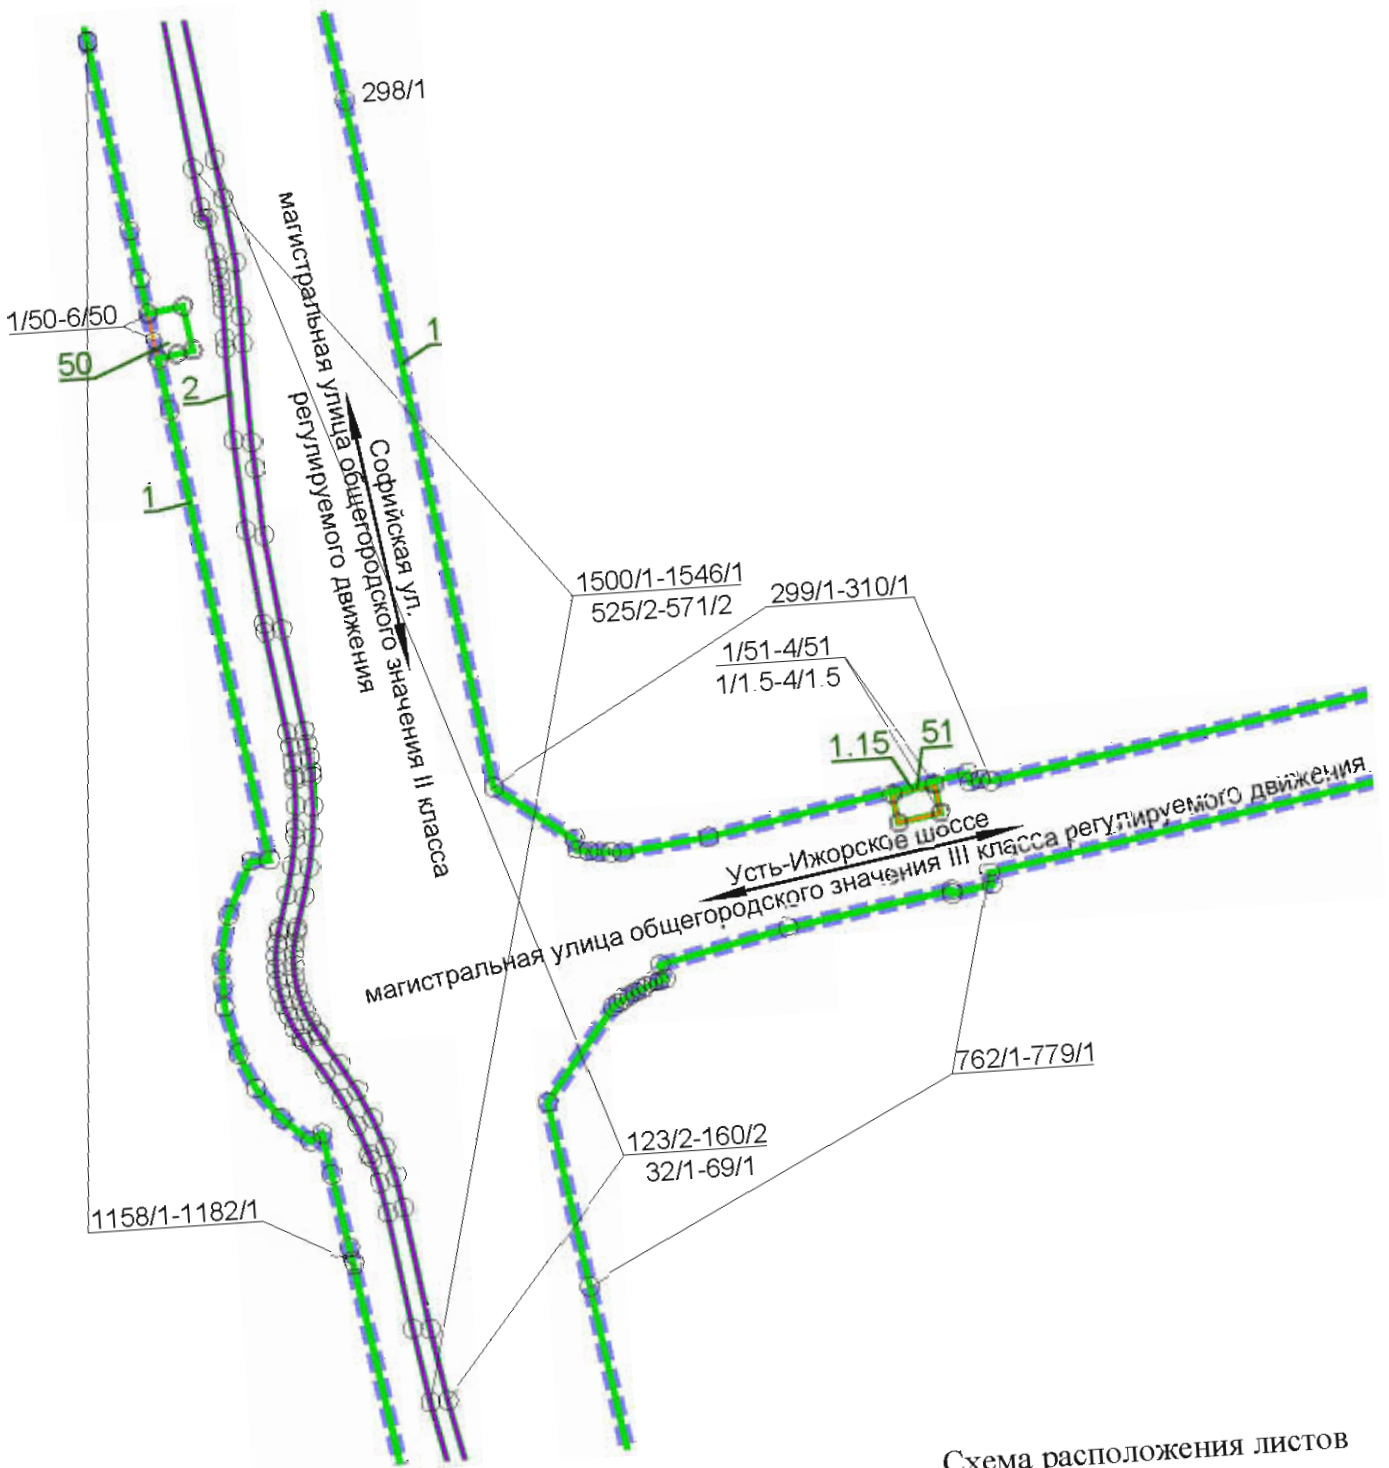 298/1
1/50-6/50
50
2
1
1
магистральная улица общегородского значения II класса
регулируемого движения
Софийская ул.
1500/1-1546/1
525/2-571/2
299/1-310/1
1/51-4/51
1/1.5-4/1.5
1.15
51
Усть-Ижорское шоссе
магистральная улица общегородского значения III класса регулируемого движения
762/1-779/1
123/2-160/2
32/1-69/1
1158/1-1182/1
Схема расположения листов